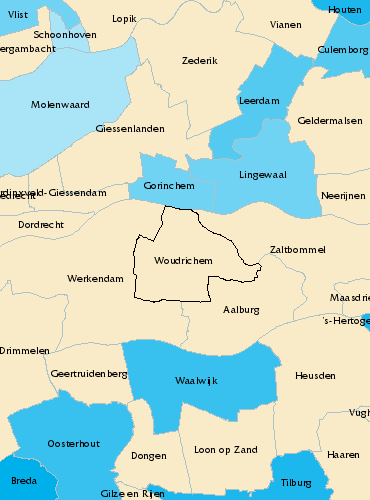 Houten
Vlist
Lopik
Vianen
Schoonhoven
ergambacht
Culemborg
Zederik
Molenwaard
Leerdam
Geldermalsen
Giessenlanden
Lingewaal
Gorinchem
rdinxveld-Giessendam
edrecht
Neerijnen
Dordrecht
Zaltbommel
Woudrichem
Werkendam
Maasdrie
Aalburg
's-Hertoge
Drimmelen
Geertruidenberg
Waalwijk
Heusden
Vugh
Oosterhout
Loon op Zand
Dongen
Haaren
Breda
Tilburg
Gilze en Rijen